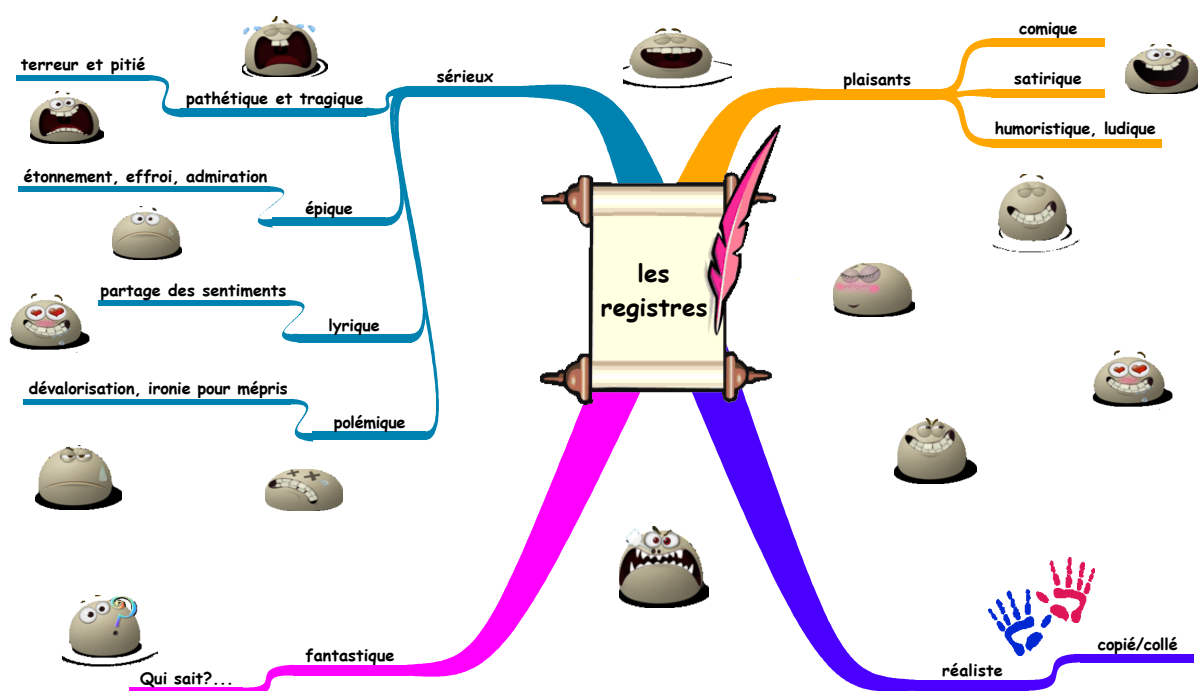 les
registres
sérieux
pathétique et tragique
terreur et pitié
épique
étonnement, effroi, admiration
lyrique
partage des sentiments
polémique
dévalorisation, ironie pour mépris
plaisants
comique
satirique
humoristique, ludique
fantastique
Qui sait?...
réaliste
copié/collé